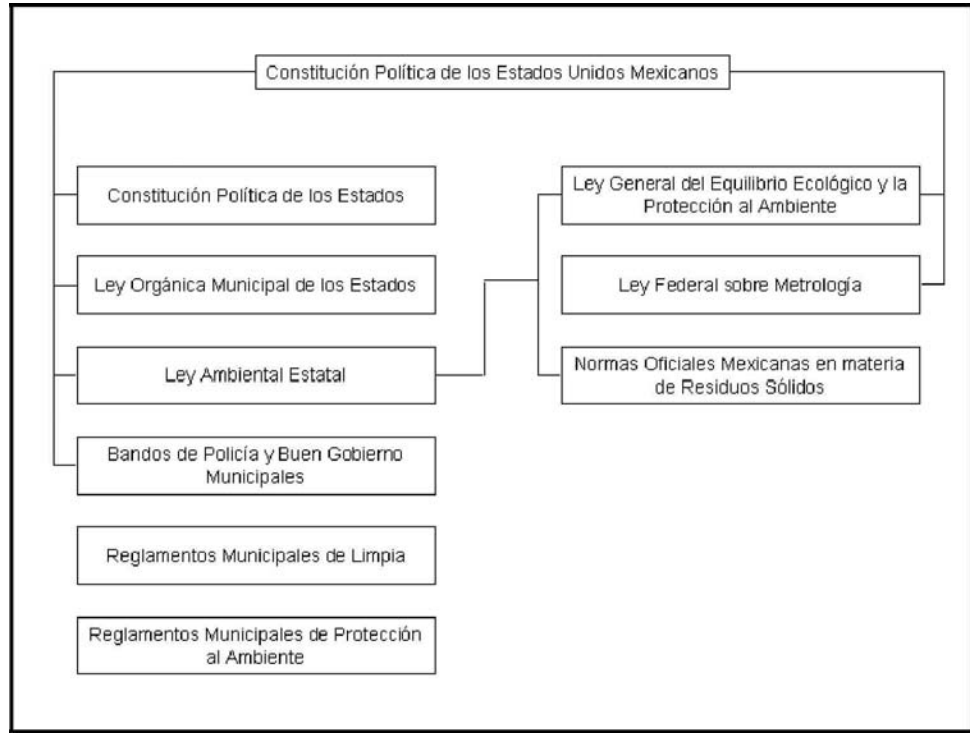 Constitución Política de los Estados Unidos Mexicanos
Constitución Política de los Estados
Ley Orgánica Municipal de los Estados
Ley Ambiental Estatal
Bandos de Policía y Buen Gobierno
Municipales
Reglamentos Municipales de Limpia
Reglamentos Municipales de Protección
al Ambiente
Ley General del Equilibrio Ecológico y la
Protección al Ambiente
Ley Federal sobre Metrología
Normas Oficiales Mexicanas en materia
de Residuos Sólidos